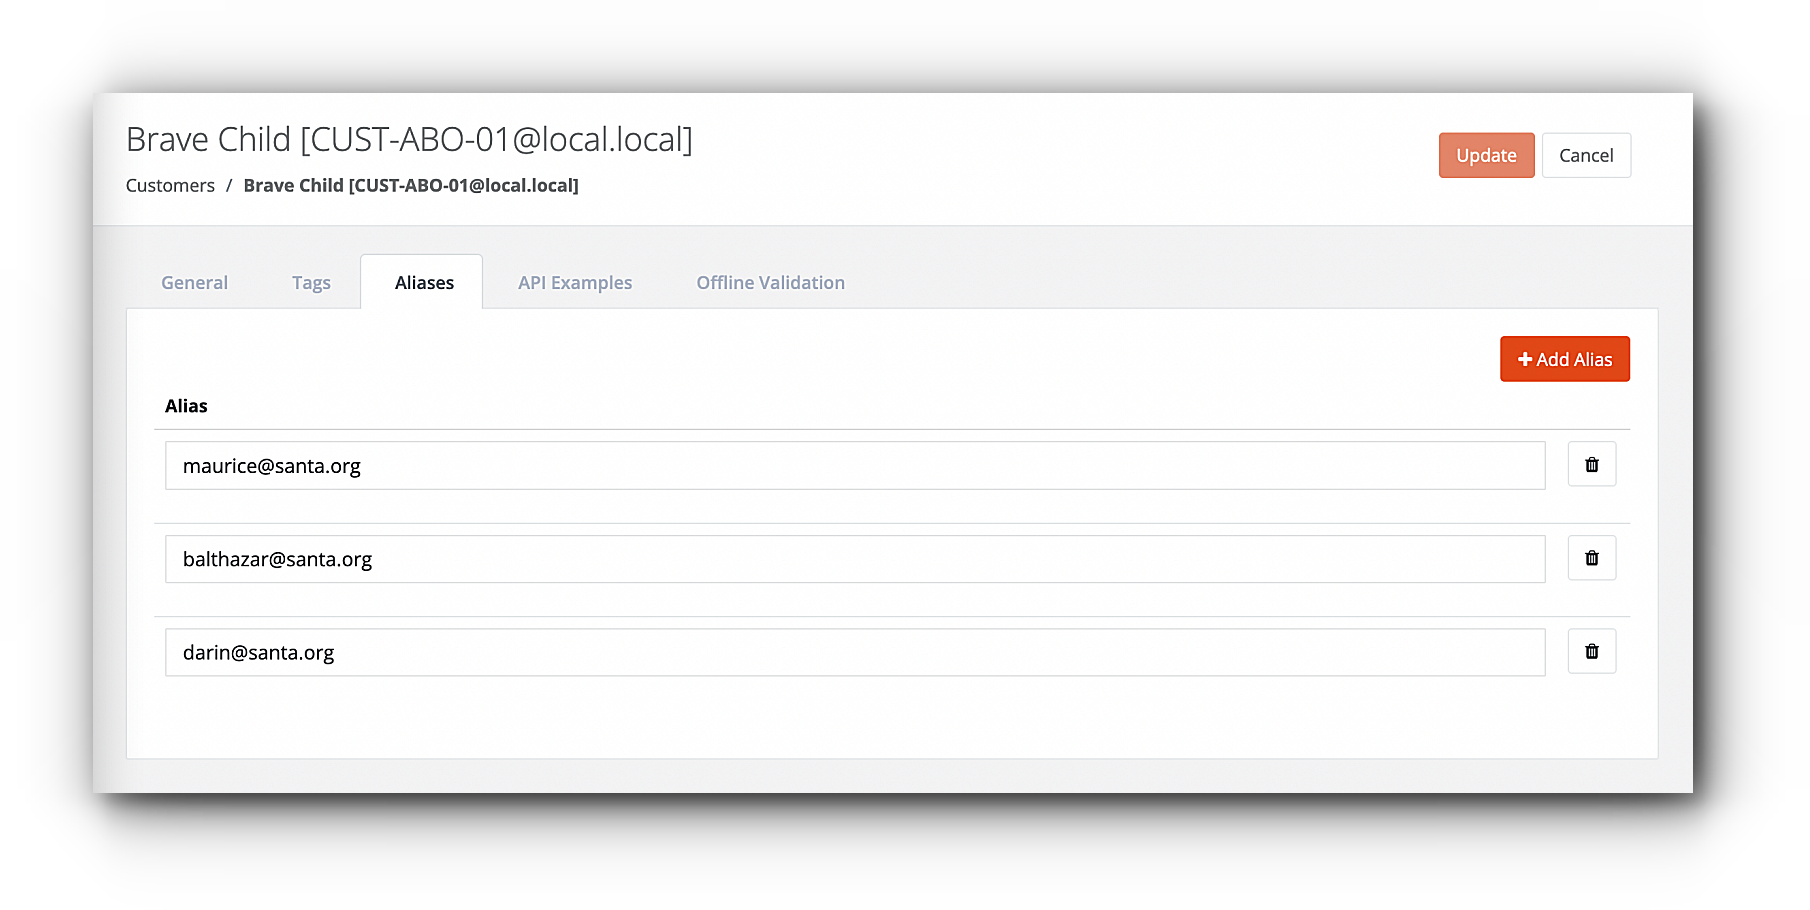 Brave Child [CUST-ABO-01@local.local]
Update Cancel
Customers / Brave Child [CUST-ABO-01@local.local]
General Tags Aliases API Examples Offline Validation
Add Alias
Alias
maurice@santa.org
balthazar@santa.org
darin@santa.org